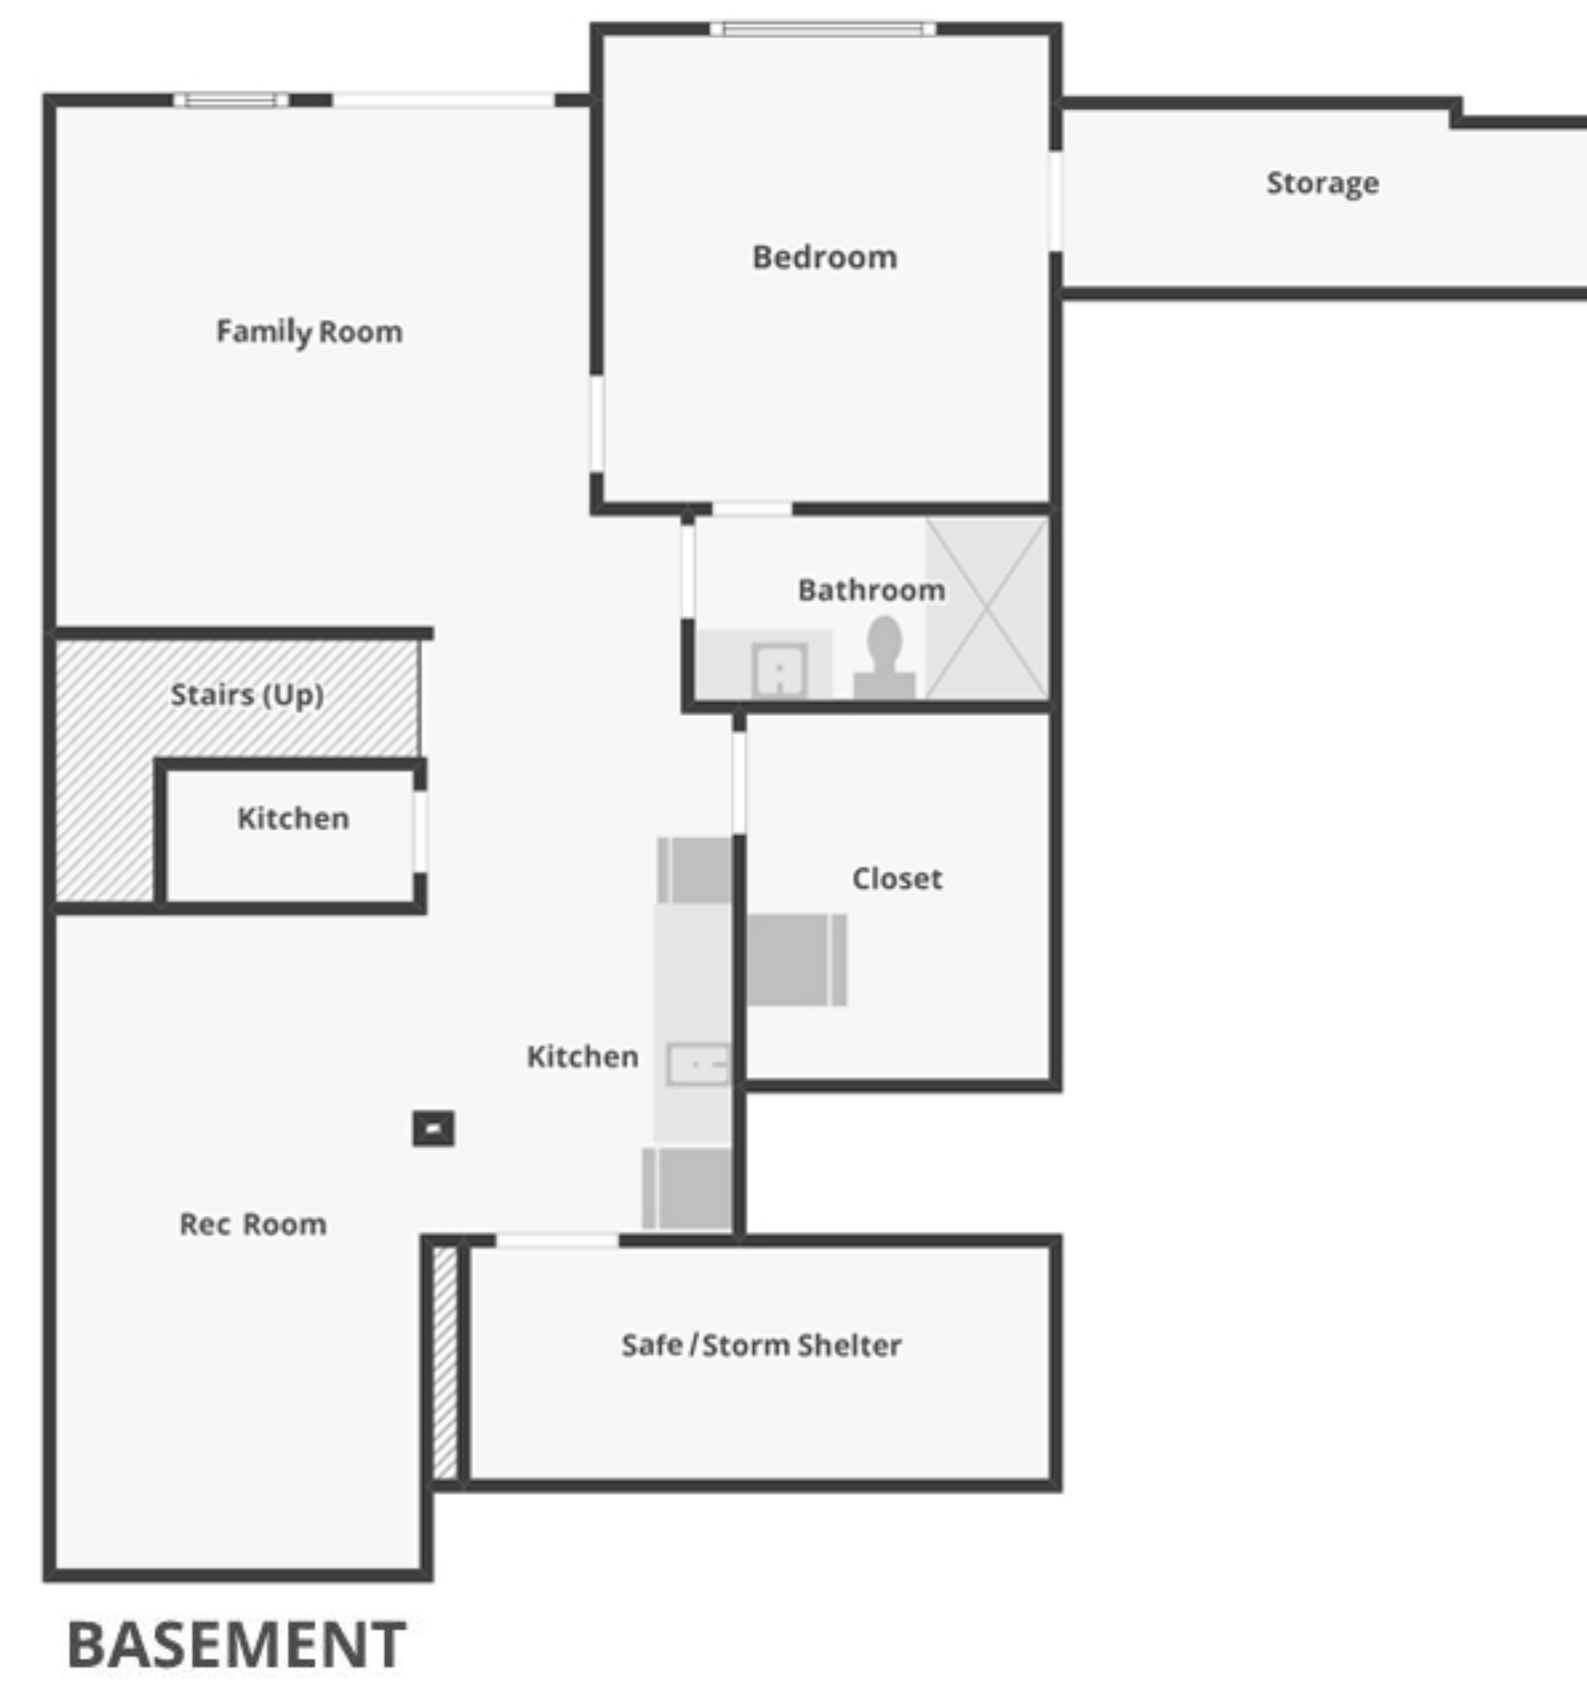 Storage
Bedroom
Family Room
Bathroom
Stairs (Up)
Kitchen
Closet
Kitchen
Rec Room
Safe/Storm Shelter
BASEMENT